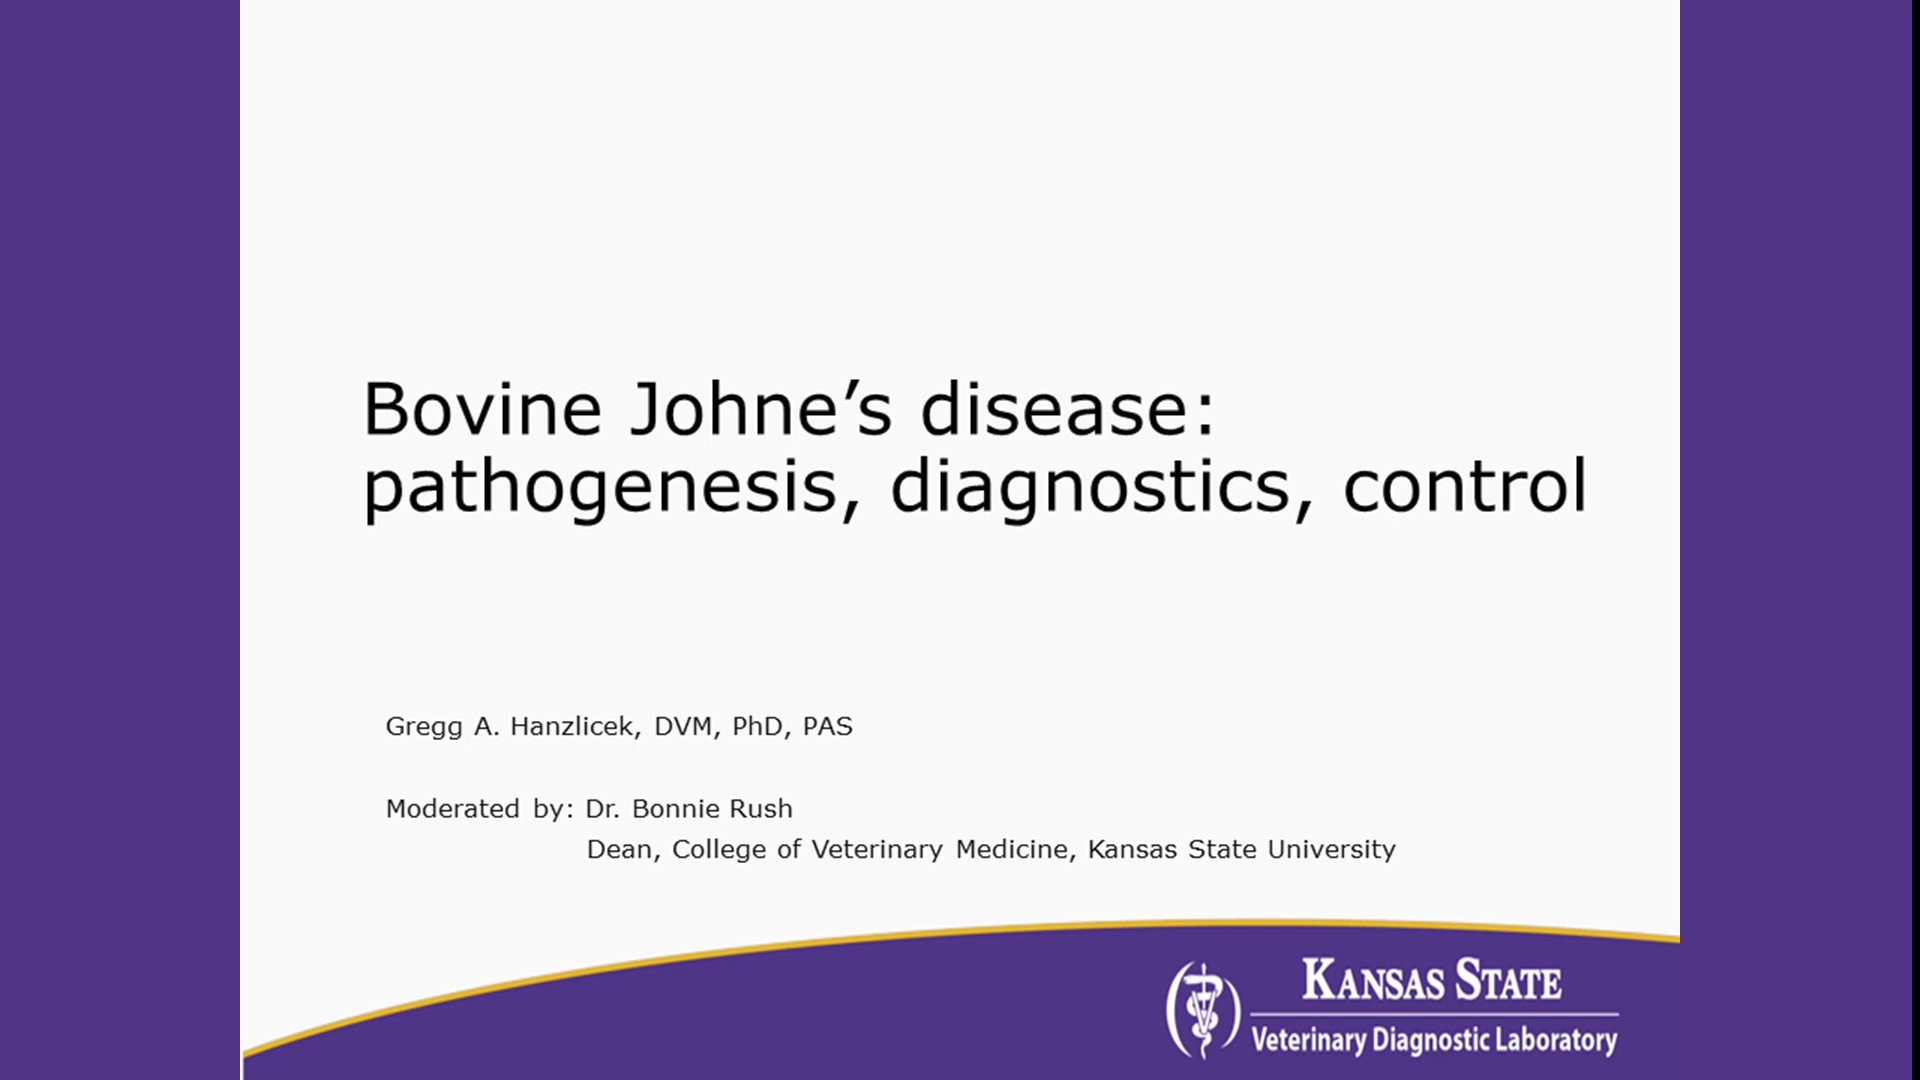 Bovine Johne’s disease:
pathogenesis, diagnostics, control
Gregg A. Hanzlicek, DVM, PhD, PAS
Moderated by: Dr. Bonnie Rush
Dean, College of Veterinary Medicine, Kansas State University
KANSAS STATE
Veterinary Diagnostic Laboratory